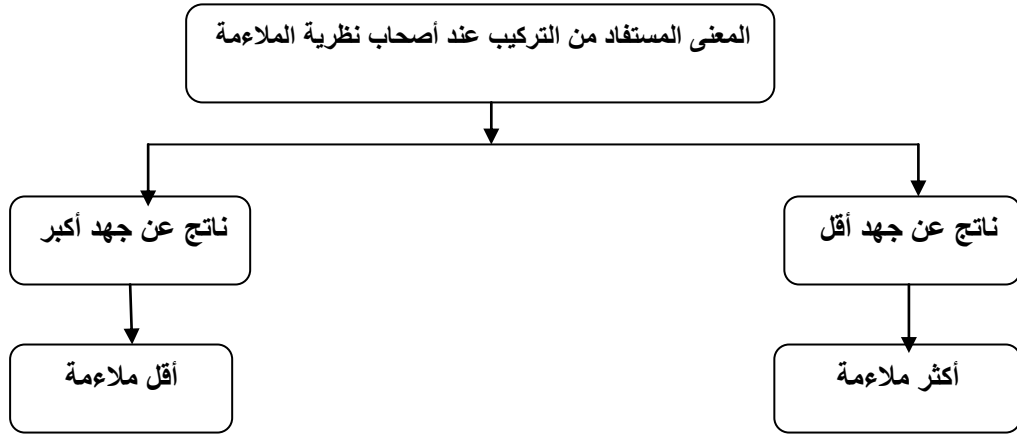 المعنى المستفاد من التركيب عند أصحاب نظرية الملاءمة
ناتج عن جهد أقل
ناتج عن جهد أكبر
أكثر ملاءمة
أقل ملاءمة